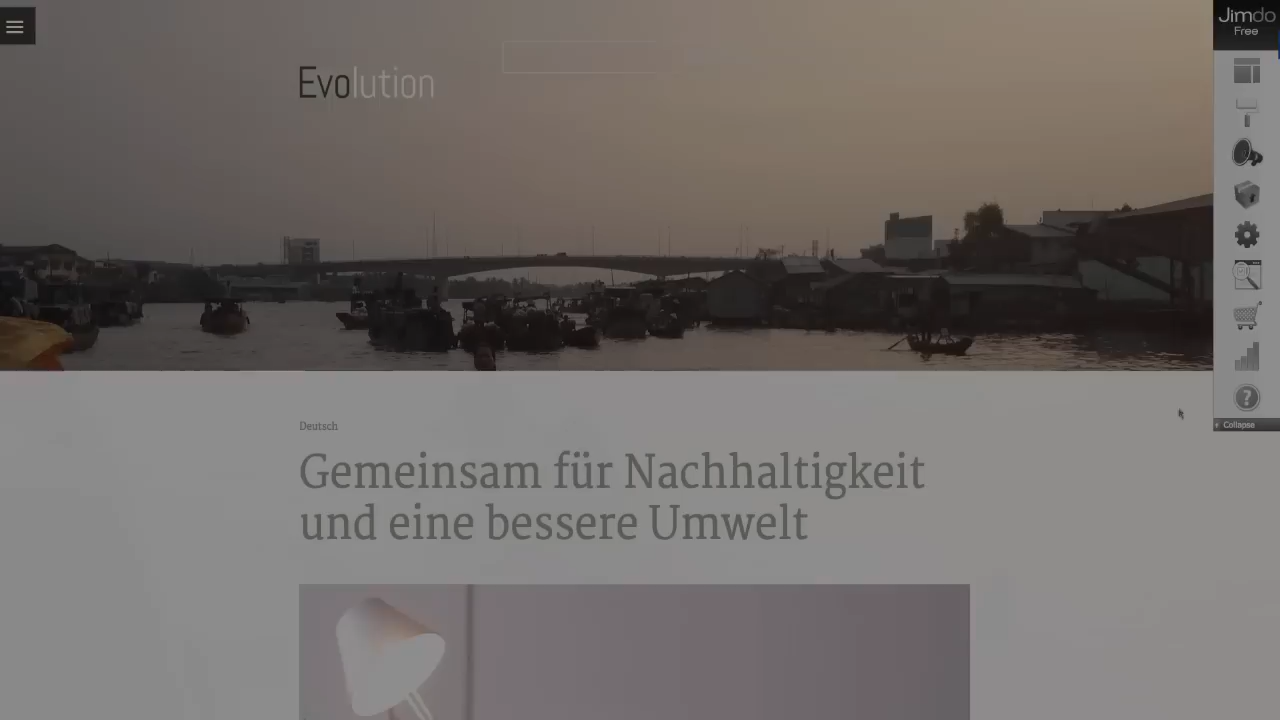 Jimdo
Free
Evolution
Collapse
Deutsch
Gemeinsam für Nachhaltigkeit
und eine bessere Umwelt